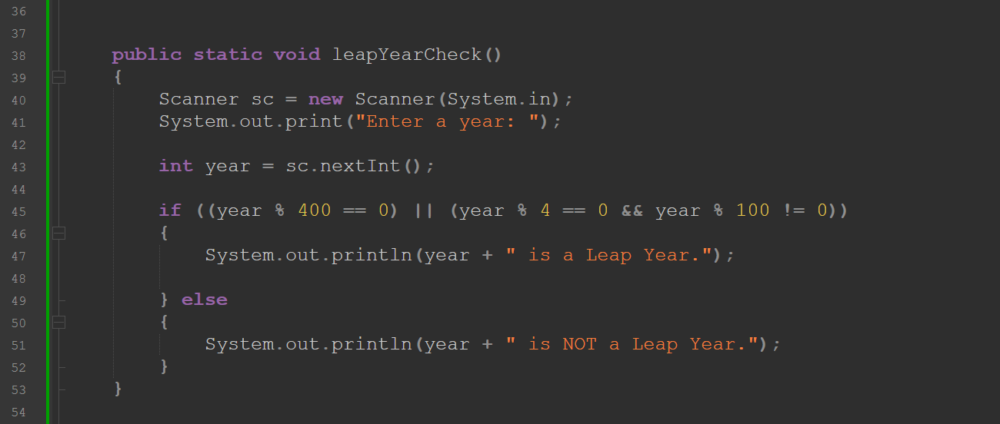 36
37
38 public static void leapYearCheck()
39 {
40 Scanner sc = new Scanner(System.in);
41 System.out.print("Enter a year: ");
42
43 int year = sc.nextInt();
44
45 if ((year % 400 == 0) || (year % 4 == 0 && year % 100 != 0))
46 {
47 System.out.println(year + " is a Leap Year.");
48
49 } else
50 {
51 System.out.println(year + " is NOT a Leap Year.");
52 }
53 }
54